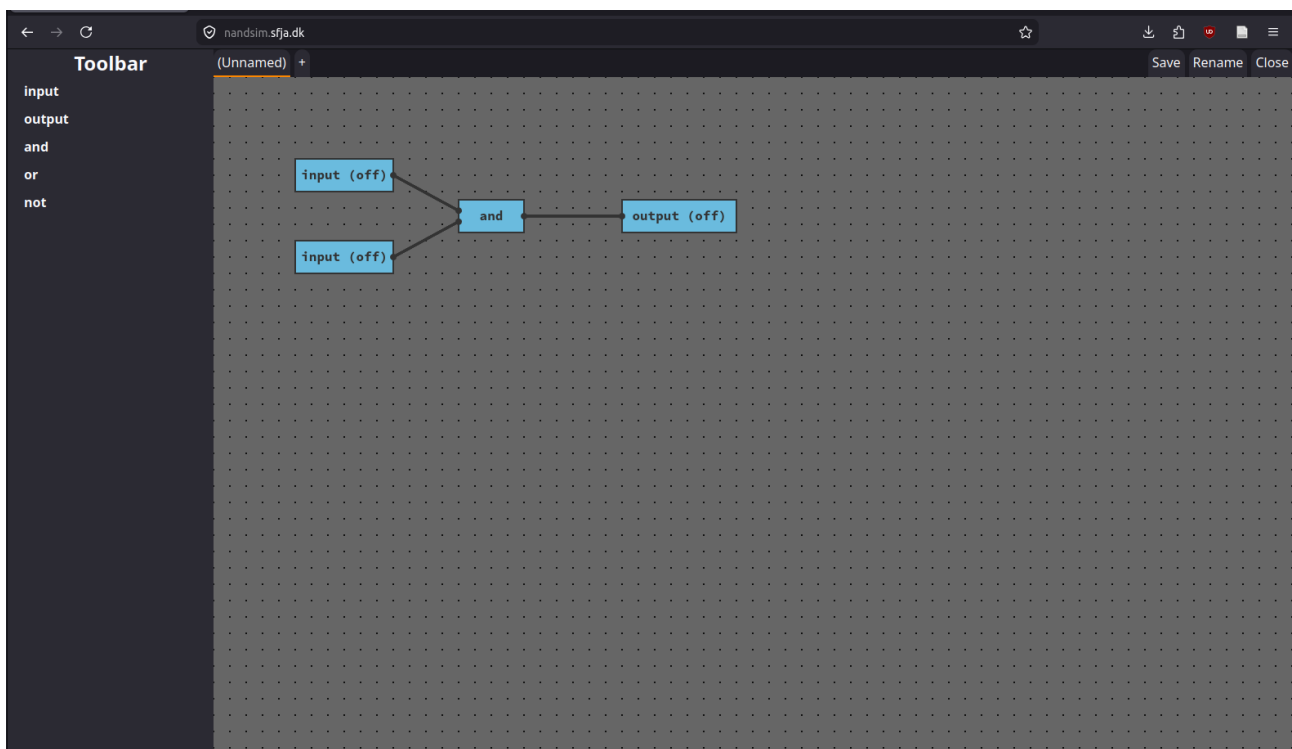 nandsim.sfja.dk
Toolbar
(Unnamed) +
Save Rename Close
input
output
and
or
not
input (off)
and
output (off)
input (off)